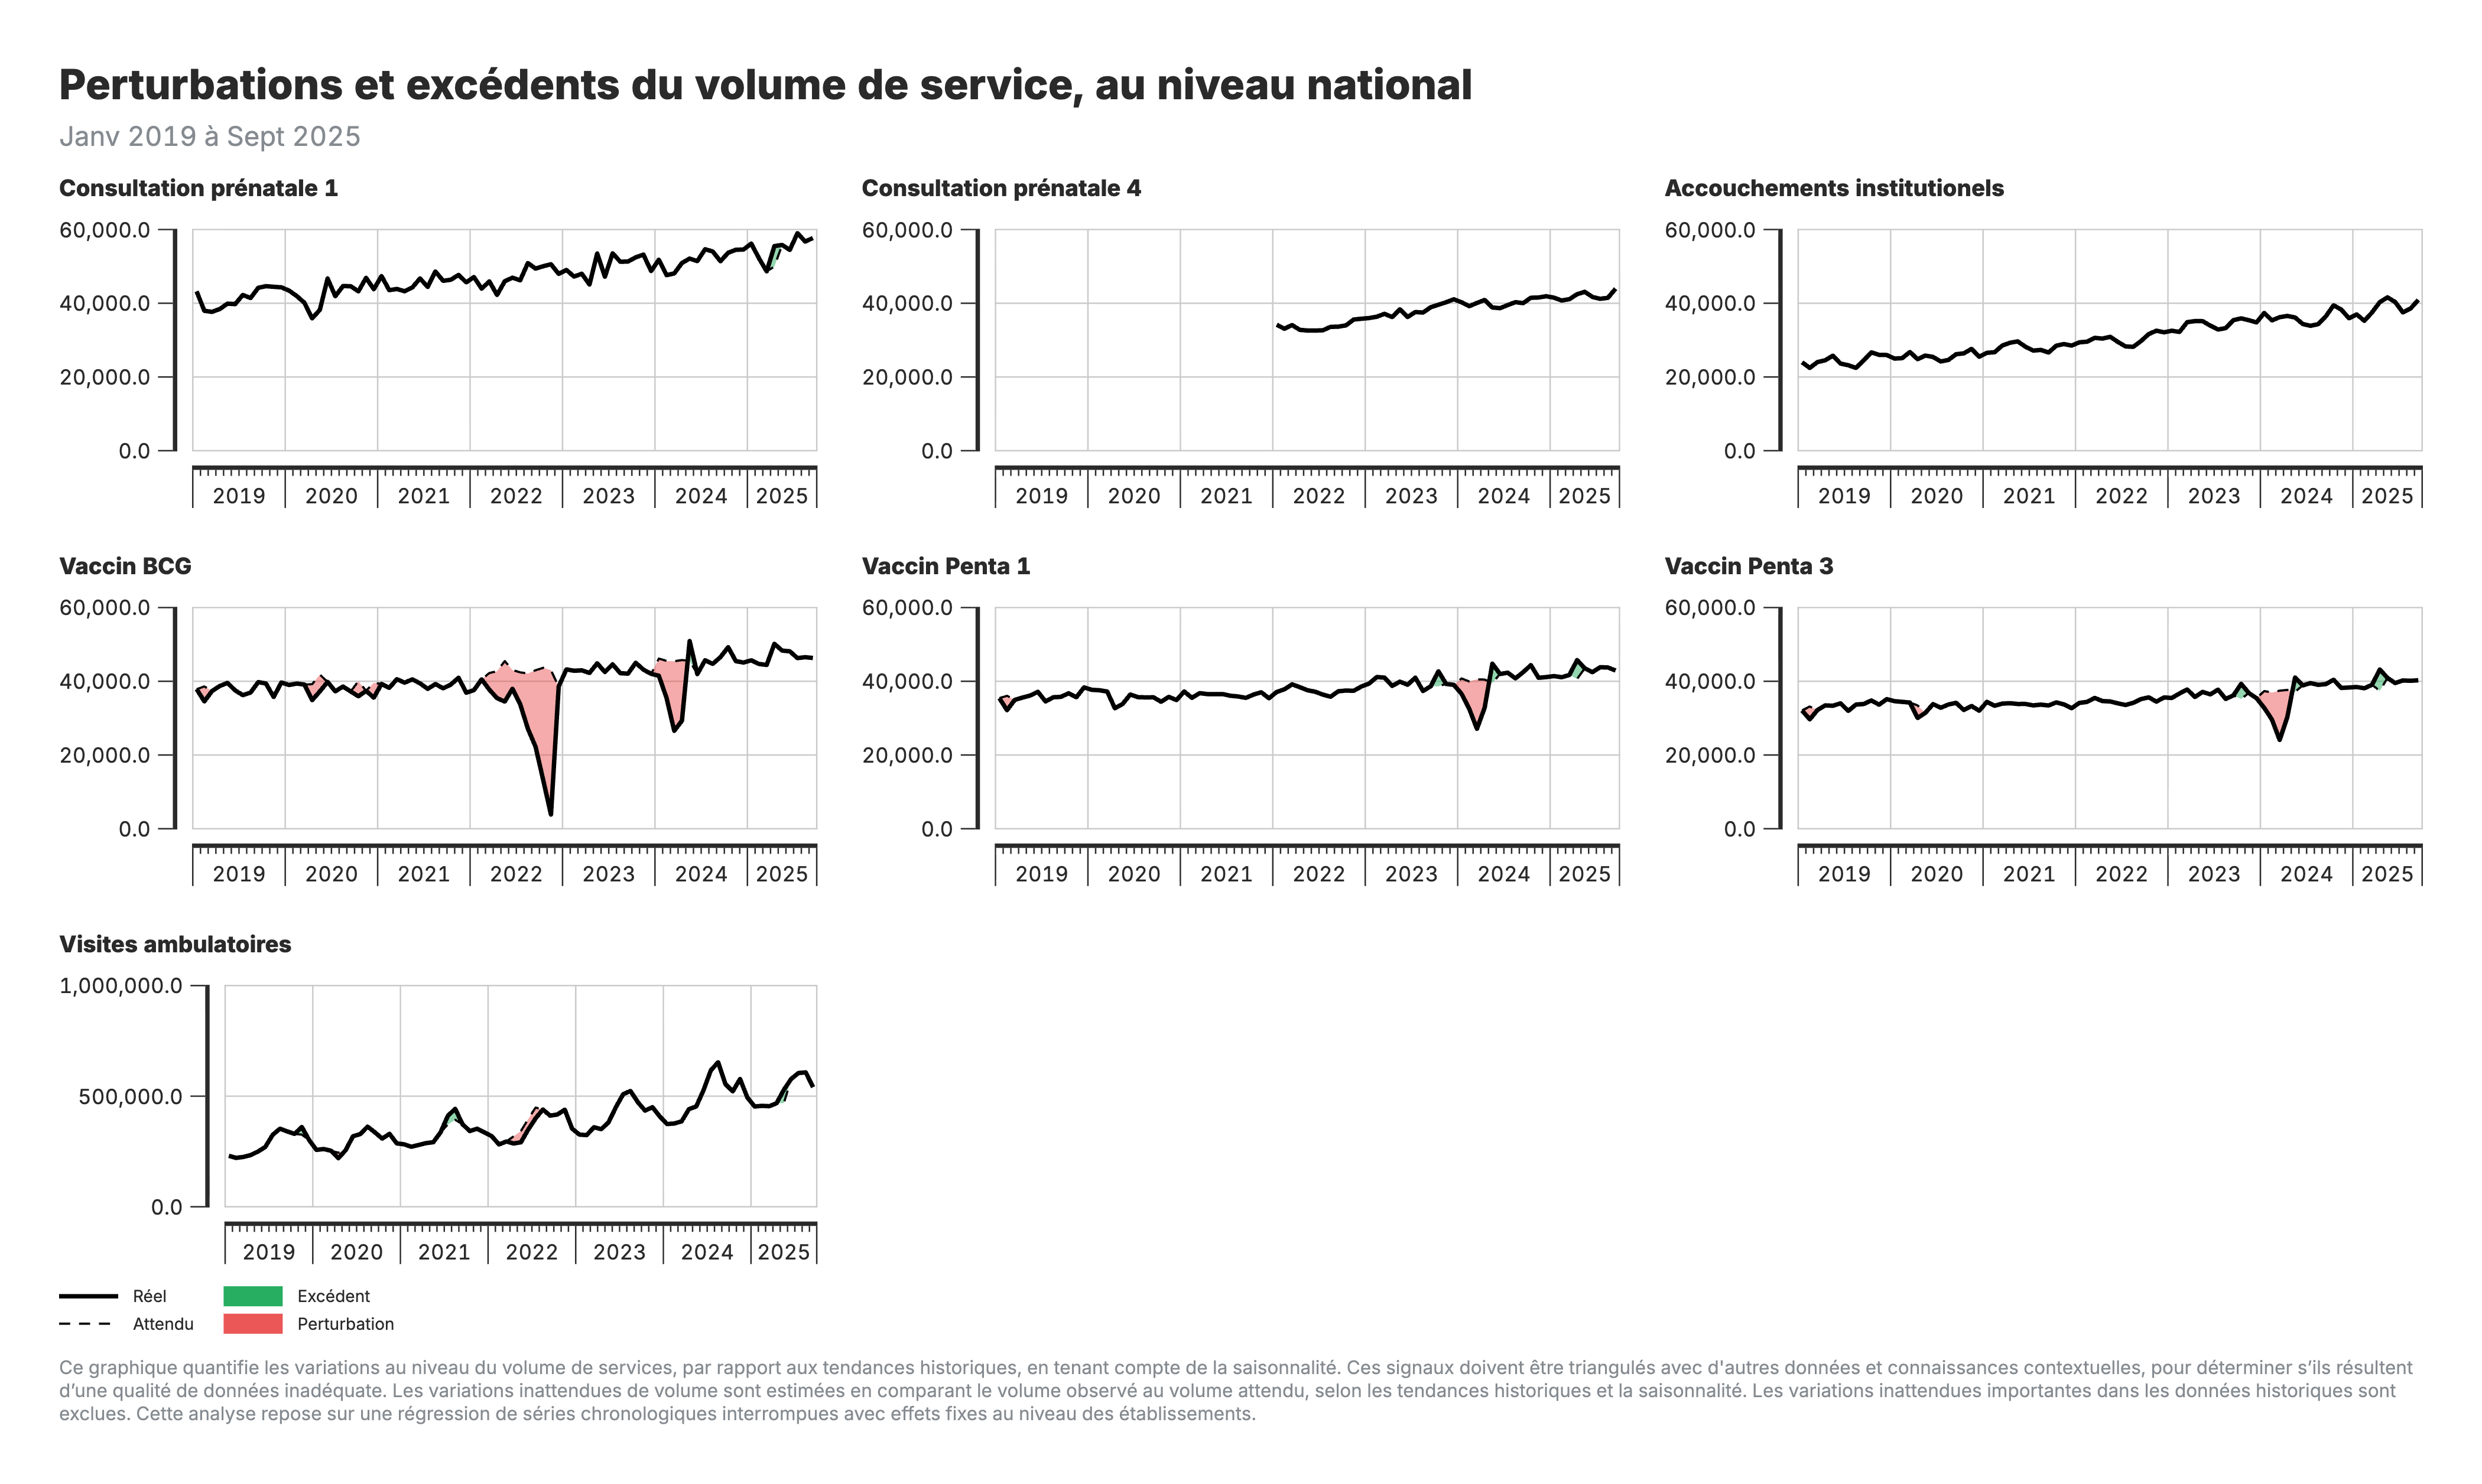 Perturbations et excédents du volume de service, au niveau national
Janv 2019 à Sept 2025
Consultation prénatale 1
60,000.0
40,000.0
20,000.0
0.0
2019 2020 2021 2022 2023 2024 2025
Consultation prénatale 4
60,000.0
40,000.0
20,000.0
0.0
2019 2020 2021 2022 2023 2024 2025
Accouchements institutionels
60,000.0
40,000.0
20,000.0
0.0
2019 2020 2021 2022 2023 2024 2025
Vaccin BCG
60,000.0
40,000.0
20,000.0
0.0
2019 2020 2021 2022 2023 2024 2025
Vaccin Penta 1
60,000.0
40,000.0
20,000.0
0.0
2019 2020 2021 2022 2023 2024 2025
Vaccin Penta 3
60,000.0
40,000.0
20,000.0
0.0
2019 2020 2021 2022 2023 2024 2025
Visites ambulatoires
1,000,000.0
500,000.0
0.0
2019 2020 2021 2022 2023 2024 2025
Réel
Excédent
Attendu
Perturbation
Ce graphique quantifie les variations au niveau du volume de services, par rapport aux tendances historiques, en tenant compte de la saisonnalité. Ces signaux doivent être triangulés avec d'autres données et connaissances contextuelles, pour déterminer s’ils résultent
d’une qualité de données inadéquate. Les variations inattendues de volume sont estimées en comparant le volume observé au volume attendu, selon les tendances historiques et la saisonnalité. Les variations inattendues importantes dans les données historiques sont
exclues. Cette analyse repose sur une régression de séries chronologiques interrompues avec effets fixes au niveau des établissements.